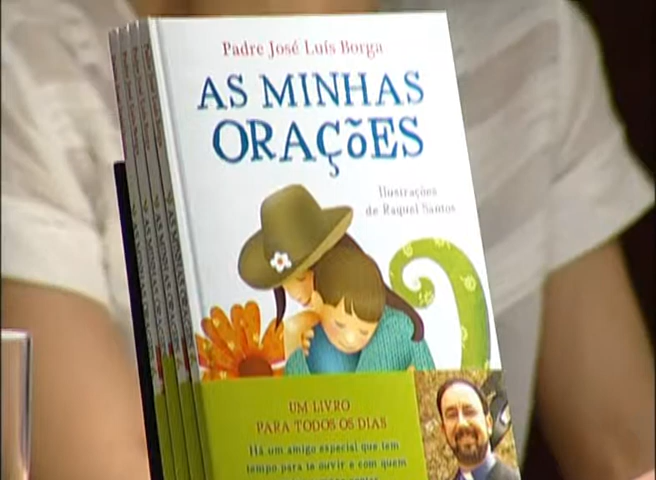 Padre José Luís Borga
AS MINHAS
ORAÇÕES
Ilustrações
de Raquel Santos
UM LIVRO
PARA TODOS OS DIAS
Há um amigo especial que tem
tempo para te ouvir e com quem